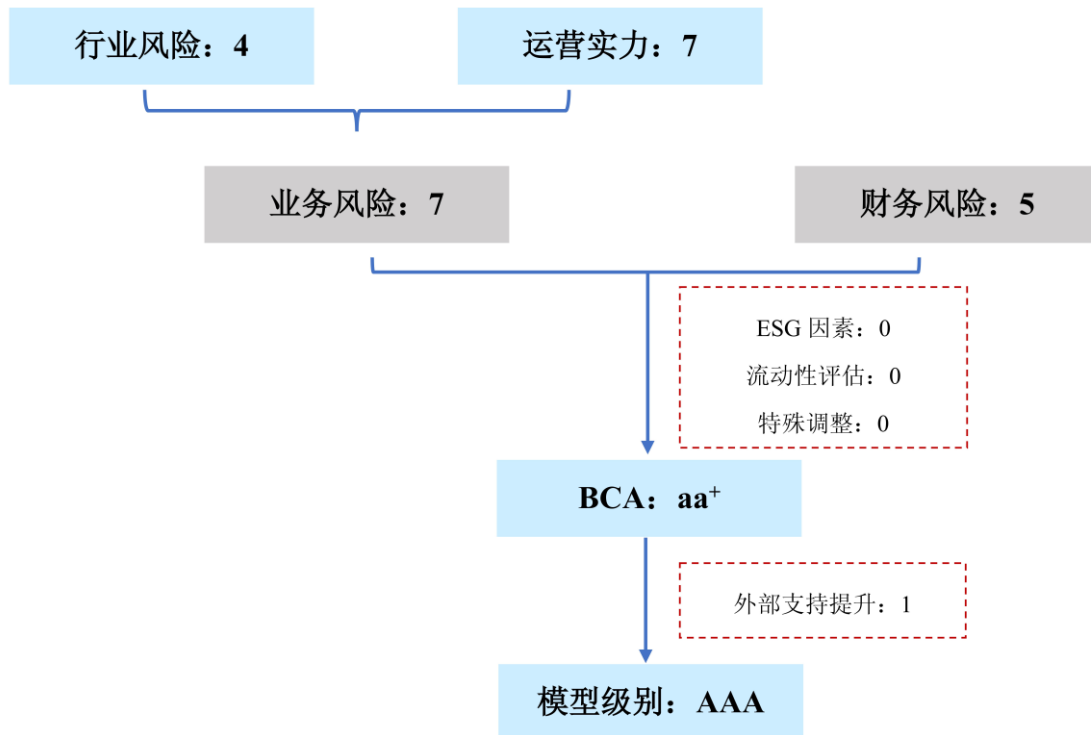 行业风险：4
运营实力：7
业务风险：7
财务风险：5
ESG 因素：0
流动性评估：0
特殊调整：0
BCA：aa⁺
外部支持提升：1
模型级别：AAA